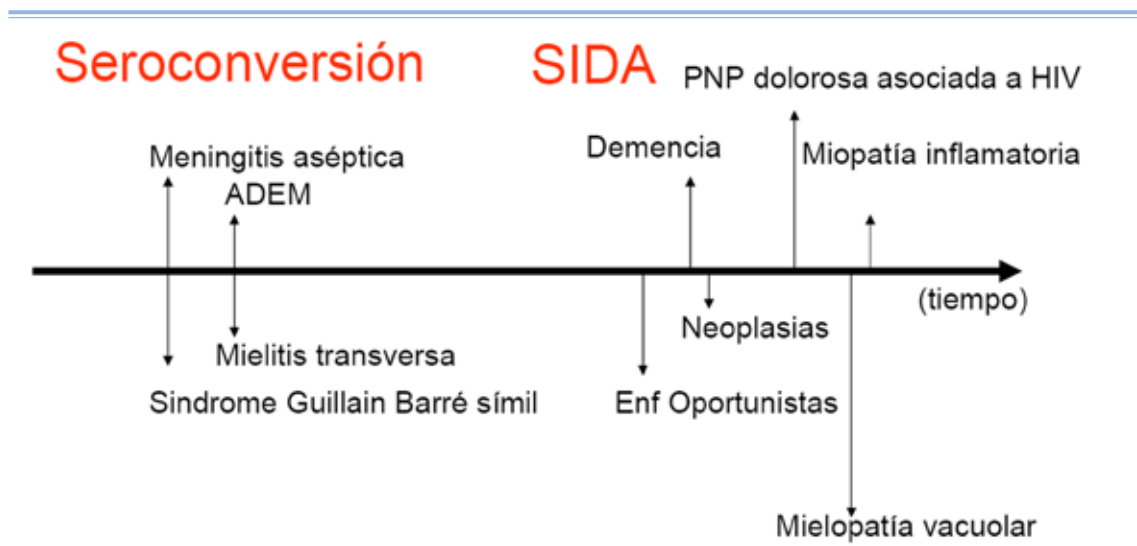 Seroconversión
SIDA
PNP dolorosa asociada a HIV
Meningitis aséptica
ADEM
Demencia
Miopatía inflamatoria
(tiempo)
Mielitis transversa
Sindrome Guillain Barré símil
Neoplasias
Enf Oportunistas
Mielopatía vacuolar